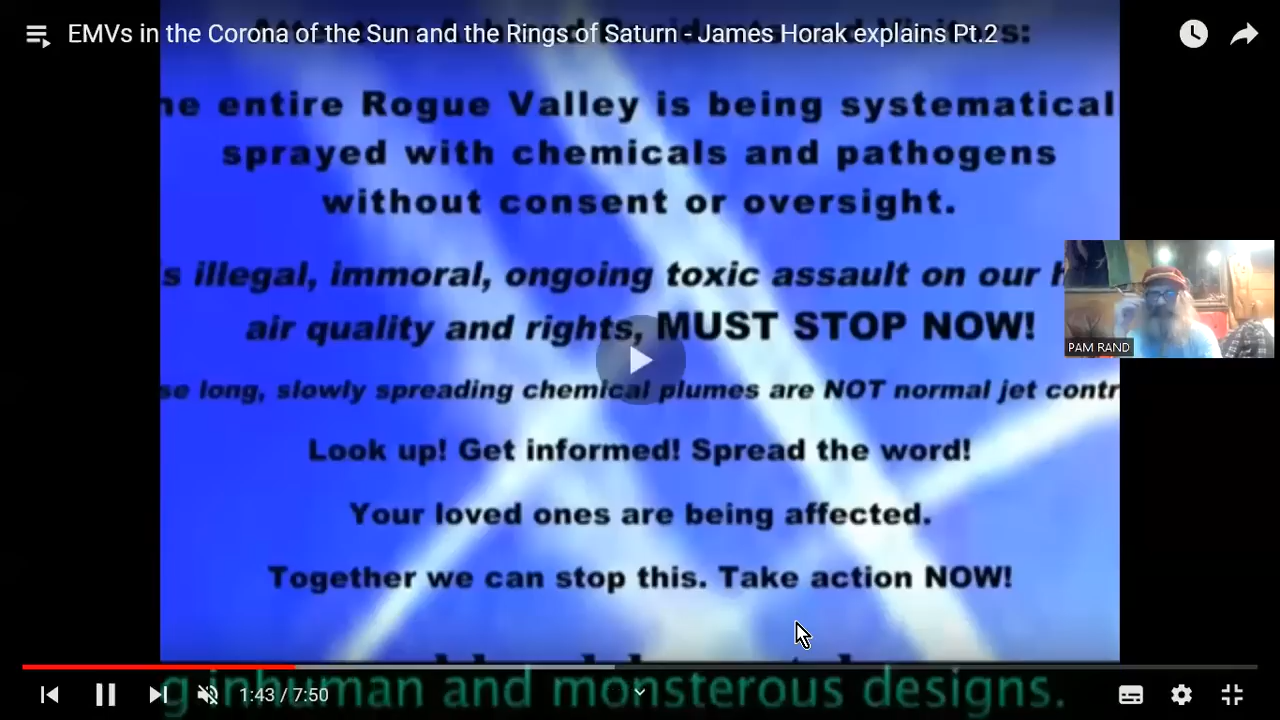 EMVs in the Corona of the Sun and the Rings of Saturn - James Horak explains Pt.2
he entire Rogue Valley is being systematical
sprayed with chemicals and pathogens
without consent or oversight.
s illegal, immoral, ongoing toxic assault on our h
air quality and rights, MUST STOP NOW!
PAM RAND
se long, slowly spreading chemical plumes are NOT normal jet contr
Look up! Get informed! Spread the word!
Your loved ones are being affected.
Together we can stop this. Take action NOW!
g inhuman and monsterous designs.
1:43 / 7:50